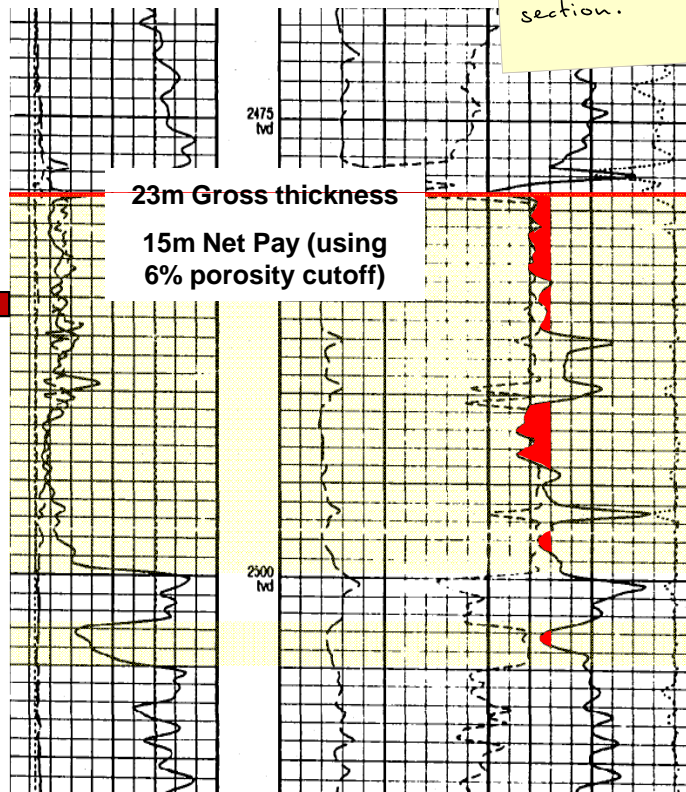 section.
2475
tvd
23m Gross thickness
15m Net Pay (using
6% porosity cutoff)
2500
tvd